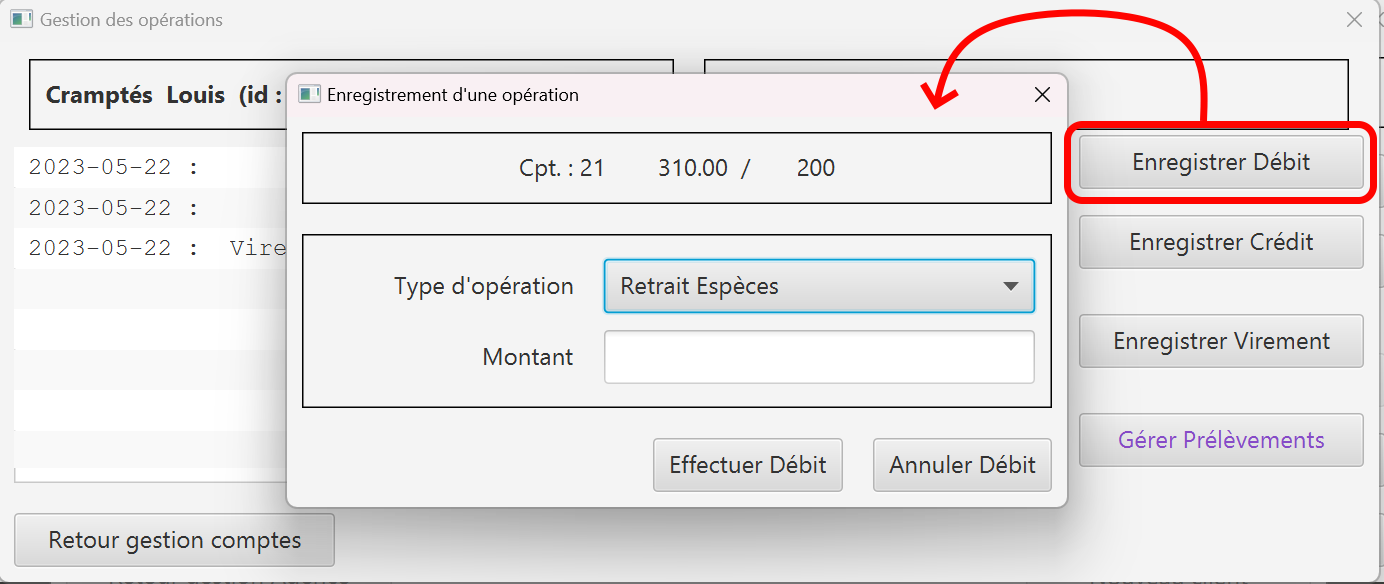 Gestion des opérations
Cramptés Louis (id :
Enregistrement d'une opération
Cpt. : 21 310.00 / 200
2023-05-22 :
2023-05-22 :
2023-05-22 : Vire
Type d'opération Retrait Espèces
Montant
Effectuer Débit Annuler Débit
Enregistrer Débit
Enregistrer Crédit
Enregistrer Virement
Gérer Prélèvements
Retour gestion comptes